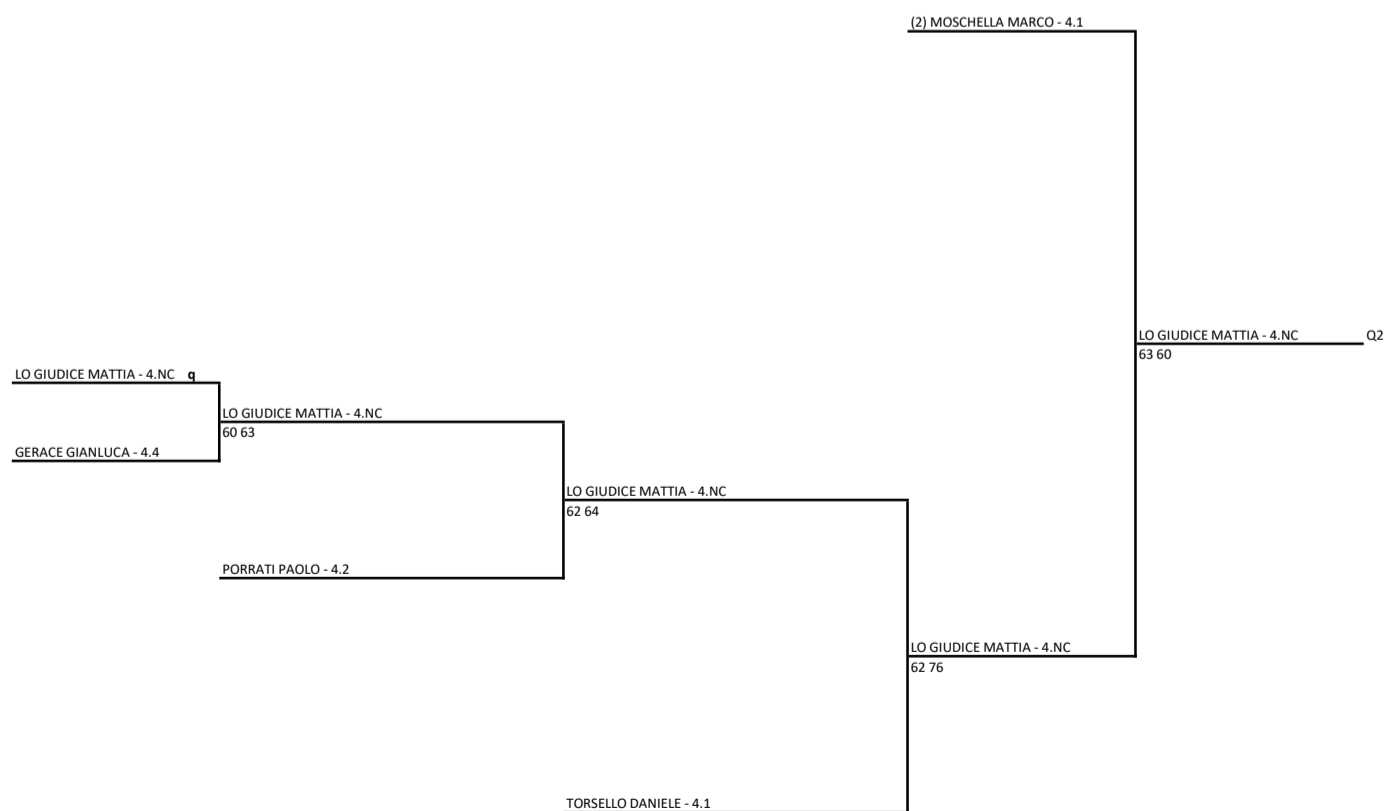 (2) MOSCHELLA MARCO - 4.1
LO GIUDICE MATTIA - 4.NC Q2
63 60
LO GIUDICE MATTIA - 4.NC q
LO GIUDICE MATTIA - 4.NC
60 63
GERACE GIANLUCA - 4.4
LO GIUDICE MATTIA - 4.NC
62 64
PORRATI PAOLO - 4.2
LO GIUDICE MATTIA - 4.NC
62 76
TORSELLO DANIELE - 4.1